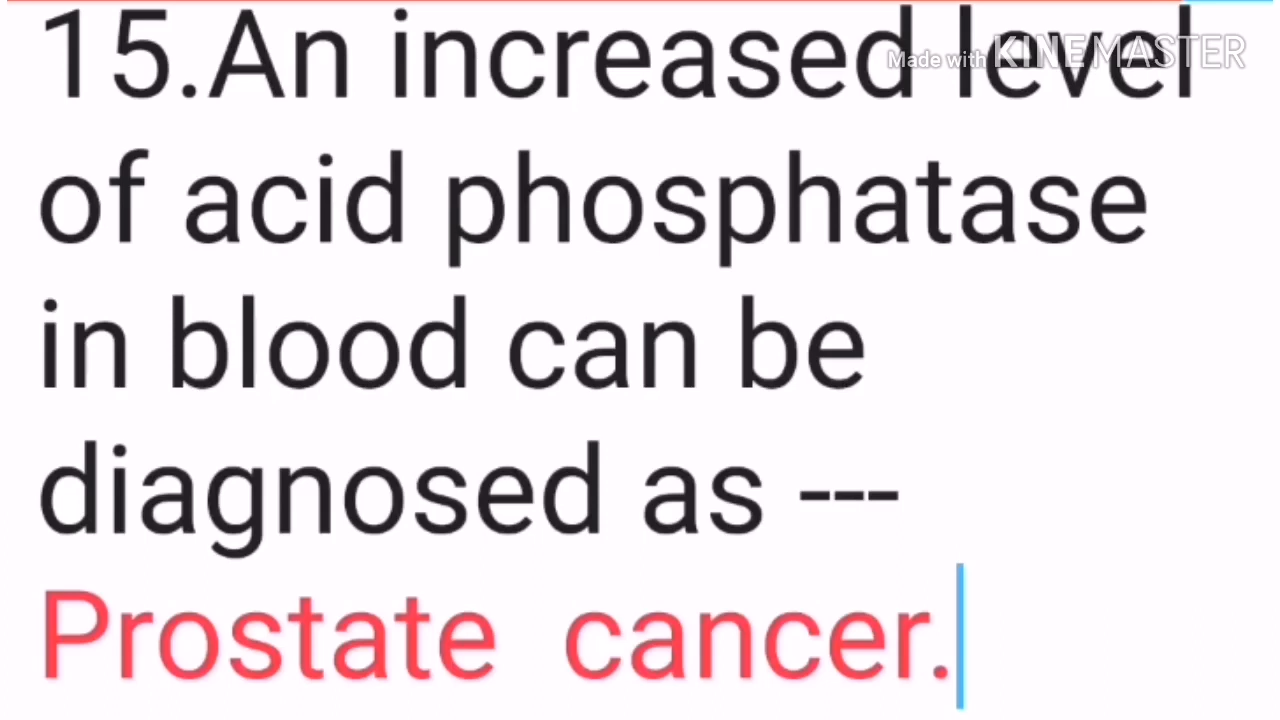 15.An increased level
Made with KINEMASTER
of acid phosphatase
in blood can be
diagnosed as ---
Prostate cancer.